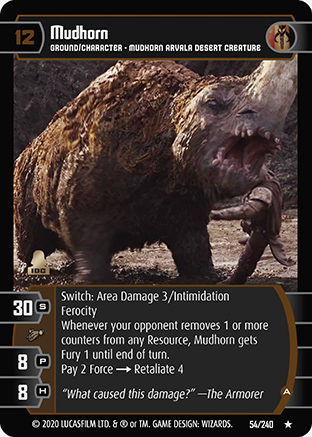 12
Mudhorn
GROUND/CHARACTER • MUDHORN ARVALA DESERT CREATURE
IDC
30 S
8 P
8 H
Switch: Area Damage 3/Intimidation
Ferocity
Whenever your opponent removes 1 or more
counters from any Resource, Mudhorn gets
Fury 1 until end of turn.
Pay 2 Force → Retaliate 4
“What caused this damage?” —The Armorer
A
© 2020 LUCASFILM LTD. & ® OR TM. GAME DESIGN: WIZARDS. 54/240 ★